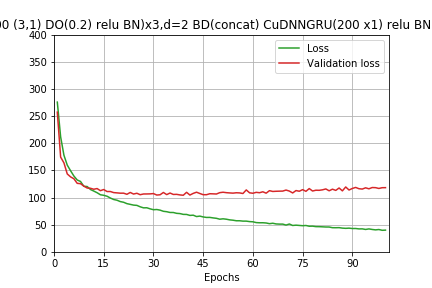 (3,1) DO(0.2) relu BN)x3,d=2 BD(concat) CuDNNGRU(200 x1) relu BN
400
350
300
250
200
150
100
50
0
Loss
Validation loss
0 15 30 45 60 75 90
Epochs